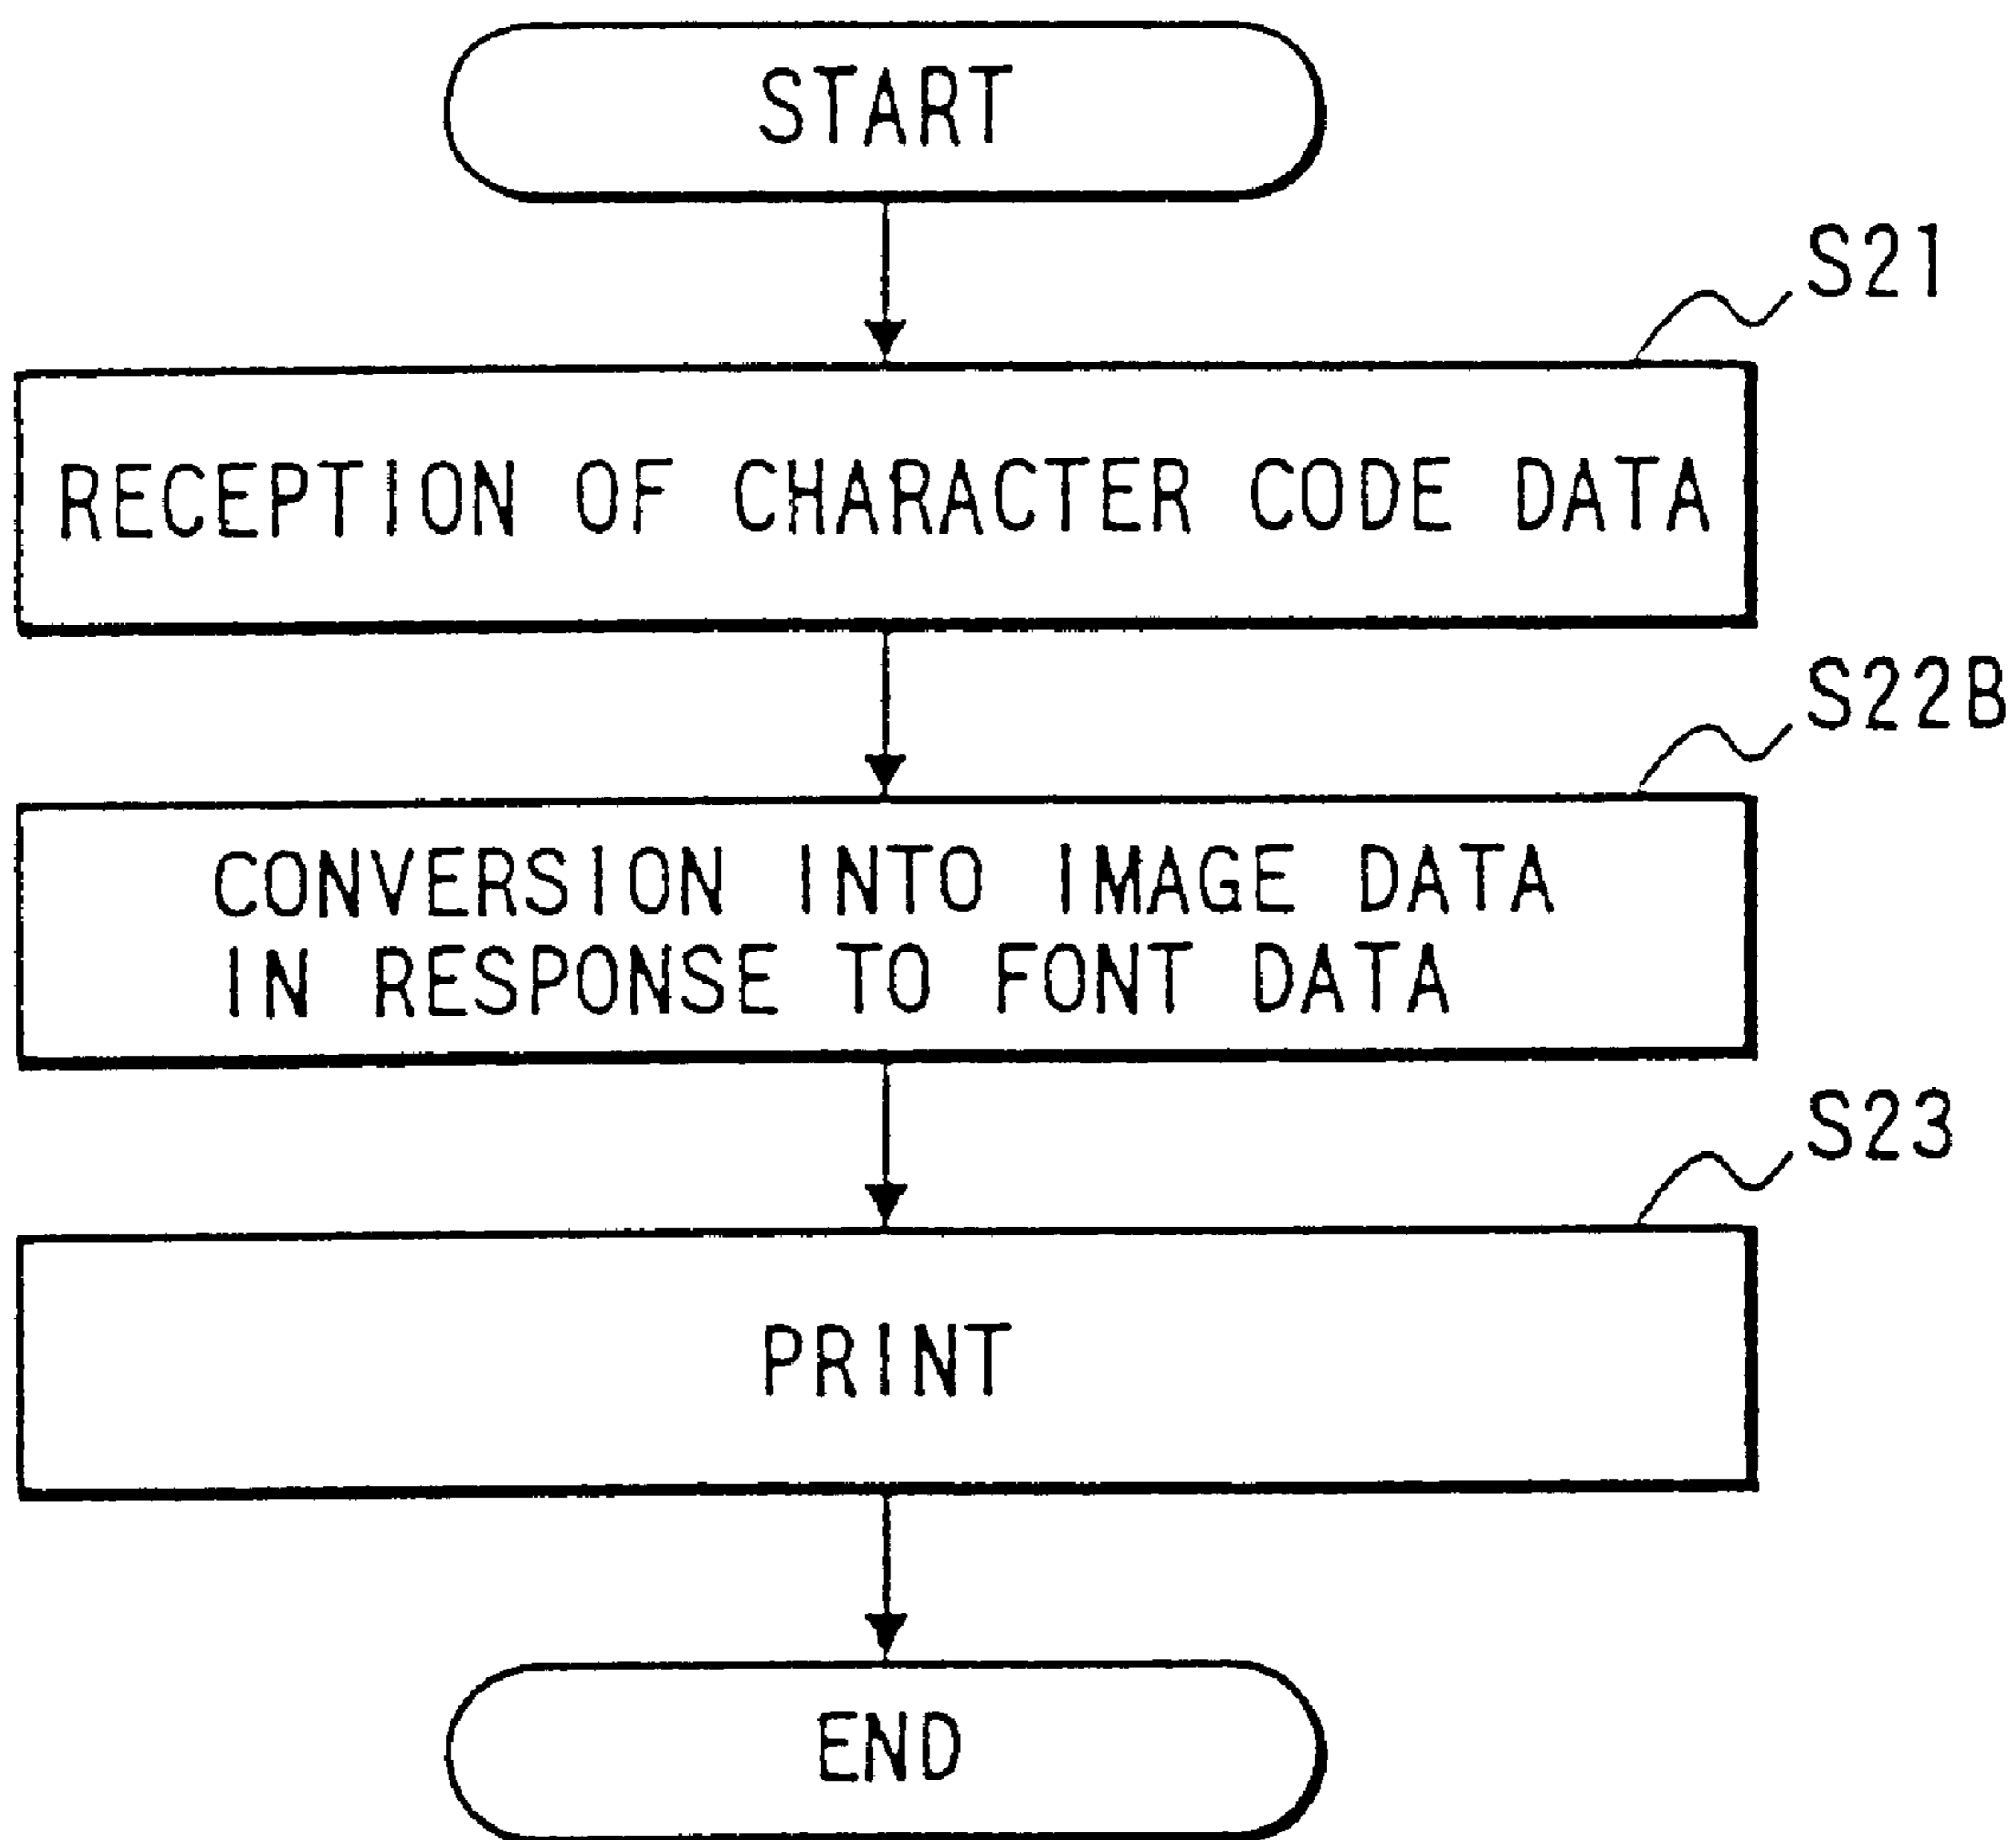 START
S21
RECEPTION OF CHARACTER CODE DATA
S22B
CONVERSION INTO IMAGE DATA
IN RESPONSE TO FONT DATA
S23
PRINT
END